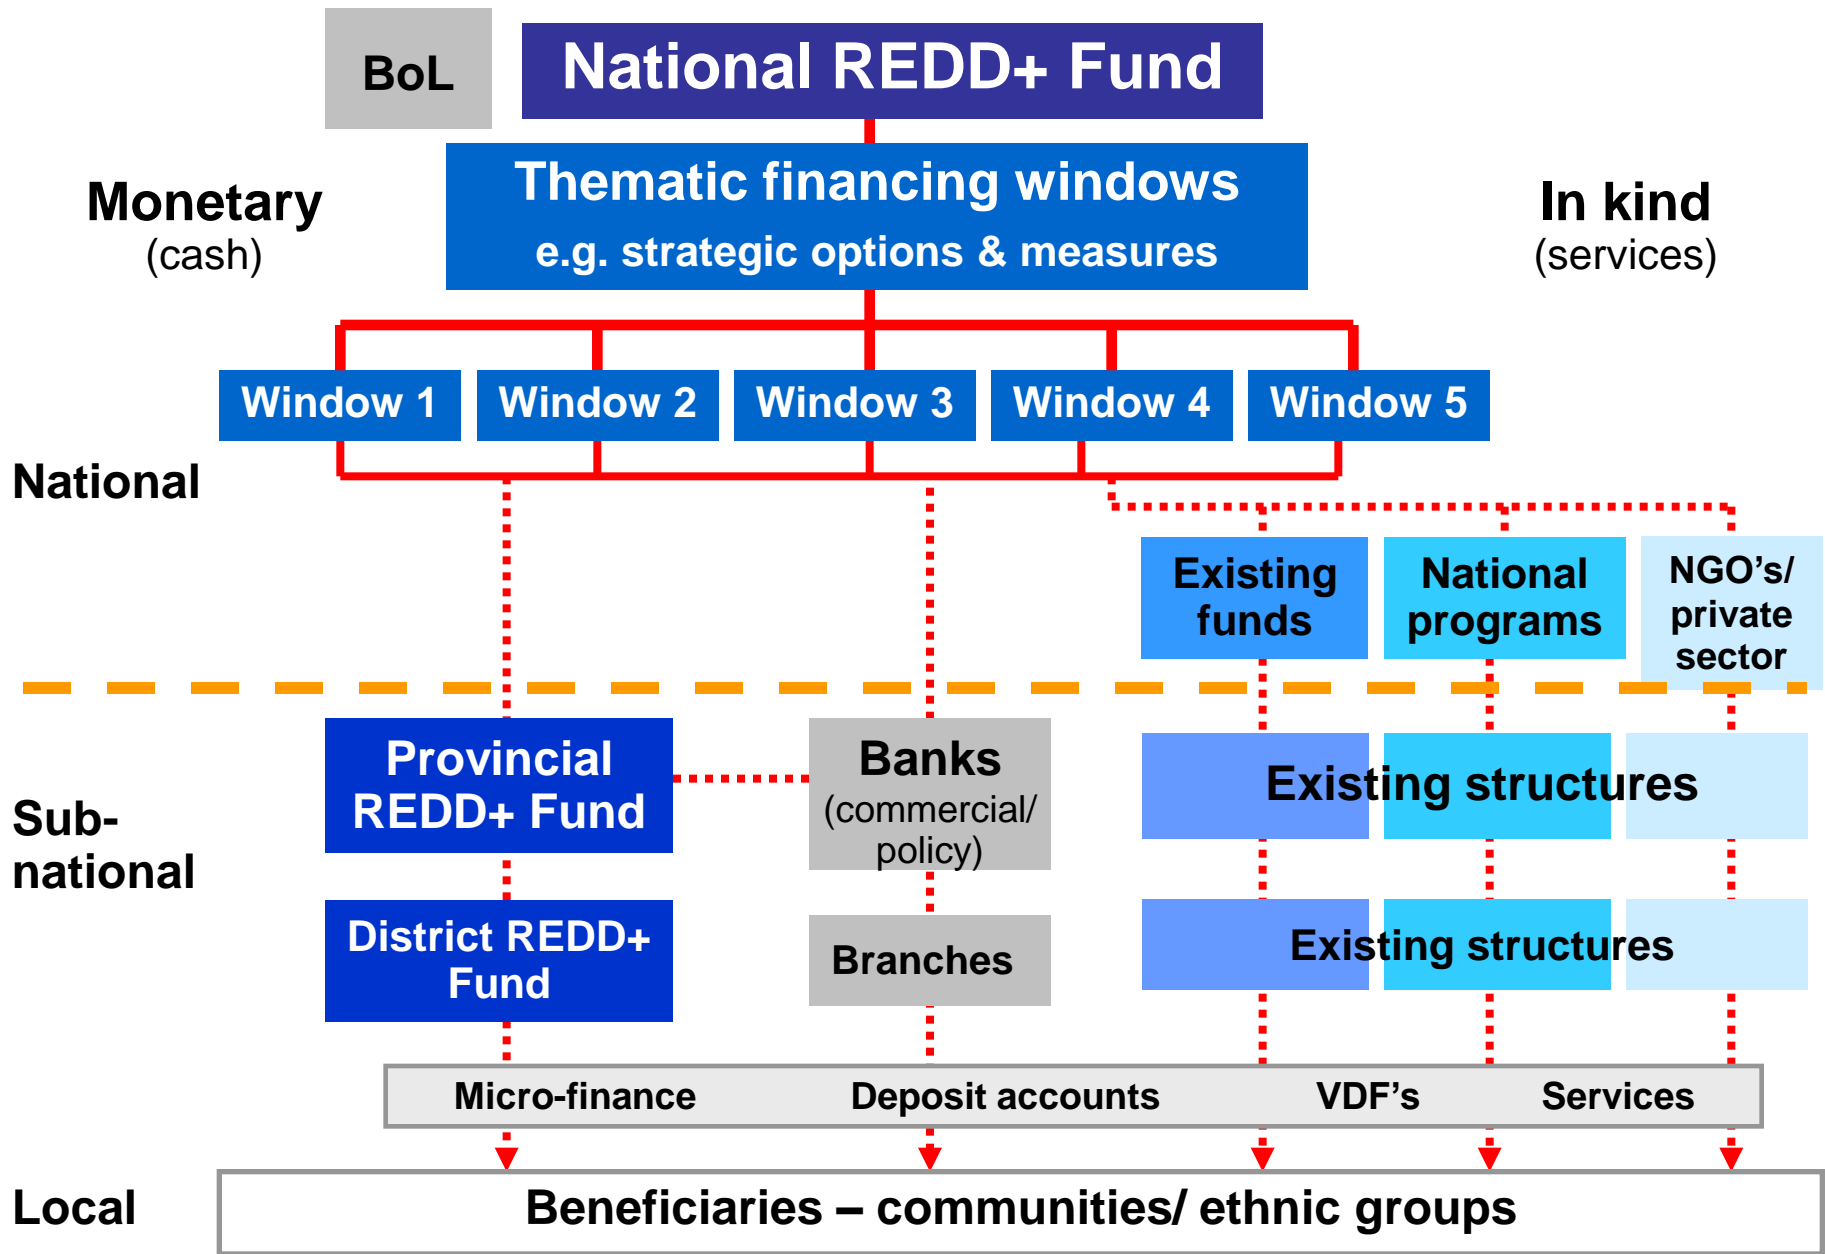 BoL
National REDD+ Fund
Thematic financing windows
e.g. strategic options & measures
Monetary
(cash)
In kind
(services)
Window 1
Window 2
Window 3
Window 4
Window 5
National
Existing
funds
National
programs
NGO's/
private
sector
Provincial
REDD+ Fund
Banks
(commercial/
policy)
Existing structures
Sub-
national
District REDD+
Fund
Branches
Existing structures
Micro-finance
Deposit accounts
VDF's
Services
Local
Beneficiaries – communities/ ethnic groups